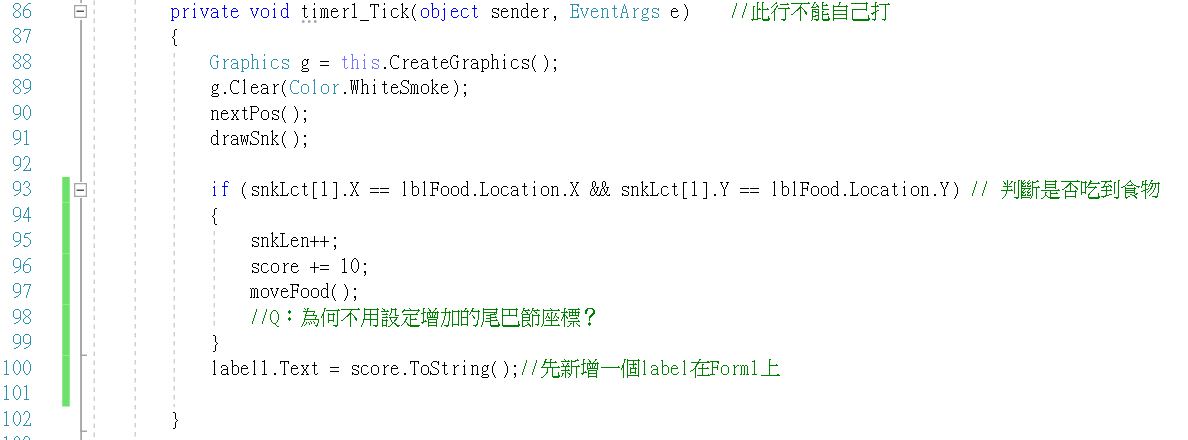 86 private void timer1_Tick(object sender, EventArgs e) //此行不能自己打
87 {
88 Graphics g = this.CreateGraphics();
89 g.Clear(Color.WhiteSmoke);
90 nextPos();
91 drawSnk();
92
93 if (snkLct[1].X == lblFood.Location.X && snkLct[1].Y == lblFood.Location.Y) // 判斷是否吃到食物
94 {
95 snkLen++;
96 score += 10;
97 moveFood();
98 //Q：為何不用設定增加的尾巴節座標？
99 }
100 label1.Text = score.ToString();//先新增一個label在Form1上
101
102 }